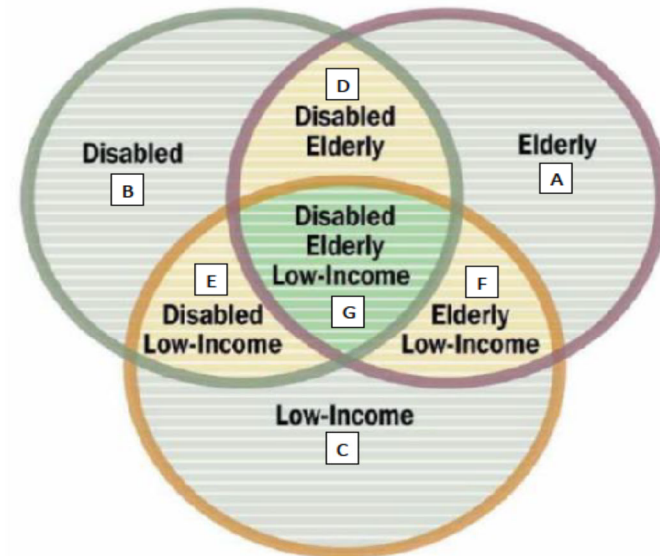 D
Disabled
Elderly
Disabled
B
Elderly
A
Disabled
Elderly
Low-Income
G
E
Disabled
Low-Income
F
Elderly
Low-Income
Low-Income
C